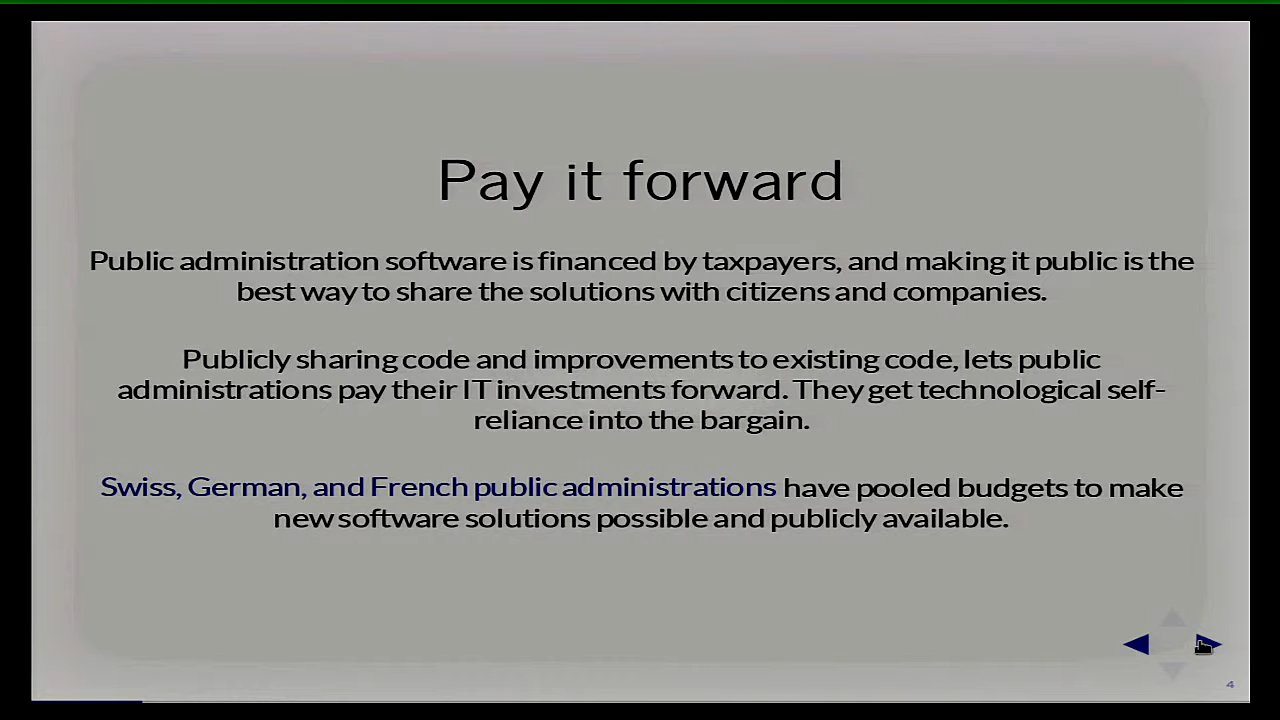 Pay it forward
Public administration software is financed by taxpayers, and making it public is the
best way to share the solutions with citizens and companies.
Publicly sharing code and improvements to existing code, lets public
administrations pay their IT investments forward. They get technological self-
reliance into the bargain.
Swiss, German, and French public administrations have pooled budgets to make
new software solutions possible and publicly available.
4